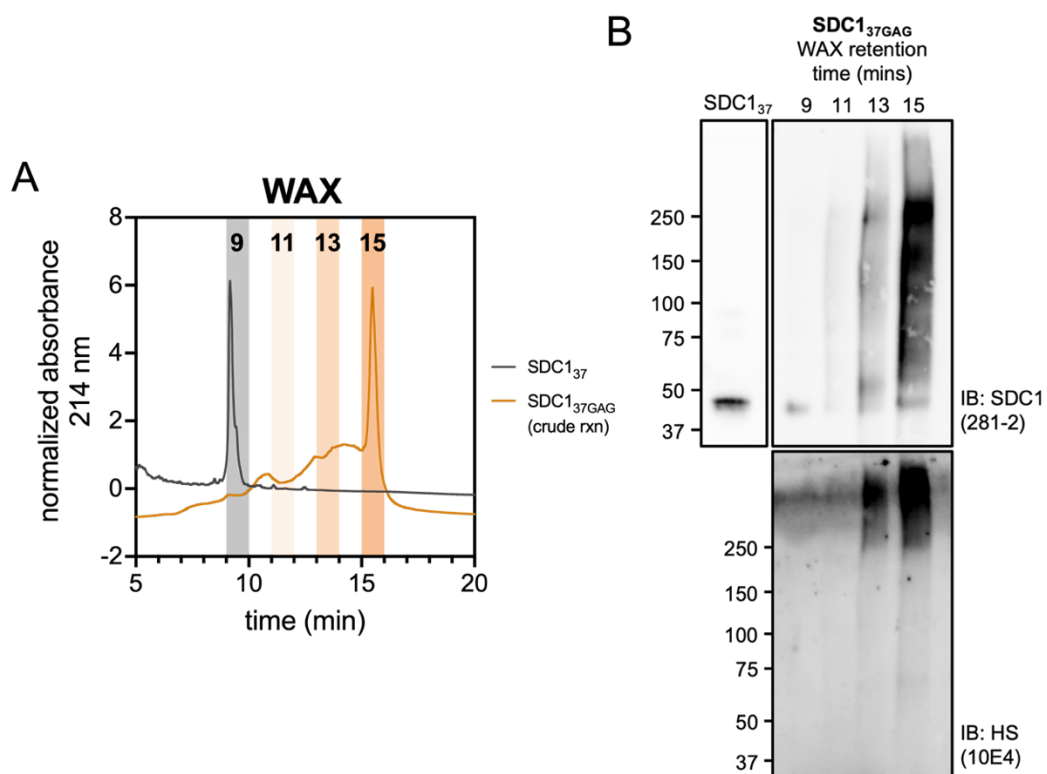 A
WAX
8
6
4
2
0
-2
9 11 13 15
normalized absorbance
214 nm
5 10 15 20
time (min)
SDC1₃₇
SDC1₃₇GAG
(crude rxn)
B
SDC1₃₇GAG
WAX retention
time (mins)
SDC1₃₇ 9 11 13 15
250
150
100
75
50
37
IB: SDC1
(281-2)
250
150
100
75
50
37
IB: HS
(10E4)